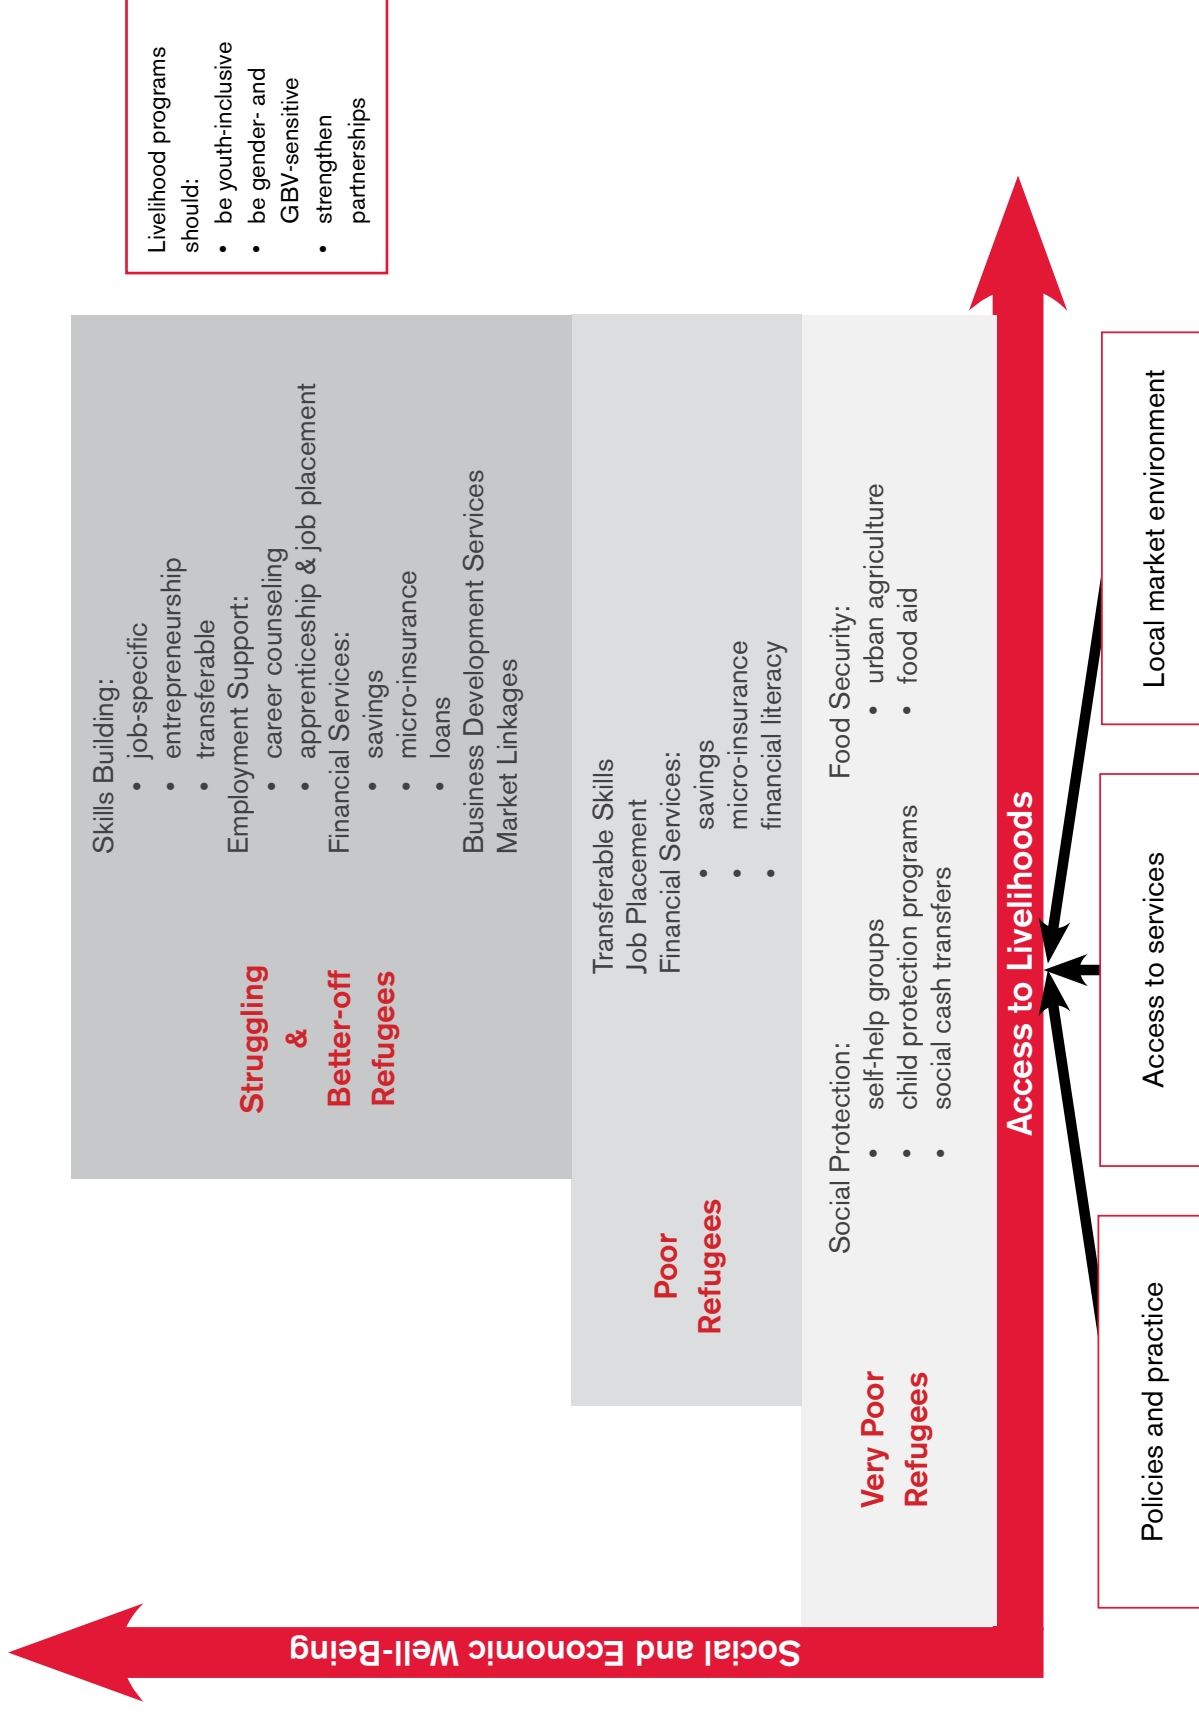 Livelihood programs
should:
• be youth-inclusive
• be gender- and
GBV-sensitive
• strengthen
partnerships
Social and Economic Well-Being
Struggling
&
Better-off
Refugees
Skills Building:
• job-specific
• entrepreneurship
• transferable
Employment Support:
• career counseling
• apprenticeship & job placement
Financial Services:
• savings
• micro-insurance
• loans
Business Development Services
Market Linkages
Poor
Refugees
Transferable Skills
Job Placement
Financial Services:
• savings
• micro-insurance
• financial literacy
Very Poor
Refugees
Social Protection:
• self-help groups
• child protection programs
• social cash transfers
Food Security:
• urban agriculture
• food aid
Access to Livelihoods
Policies and practice
Access to services
Local market environment